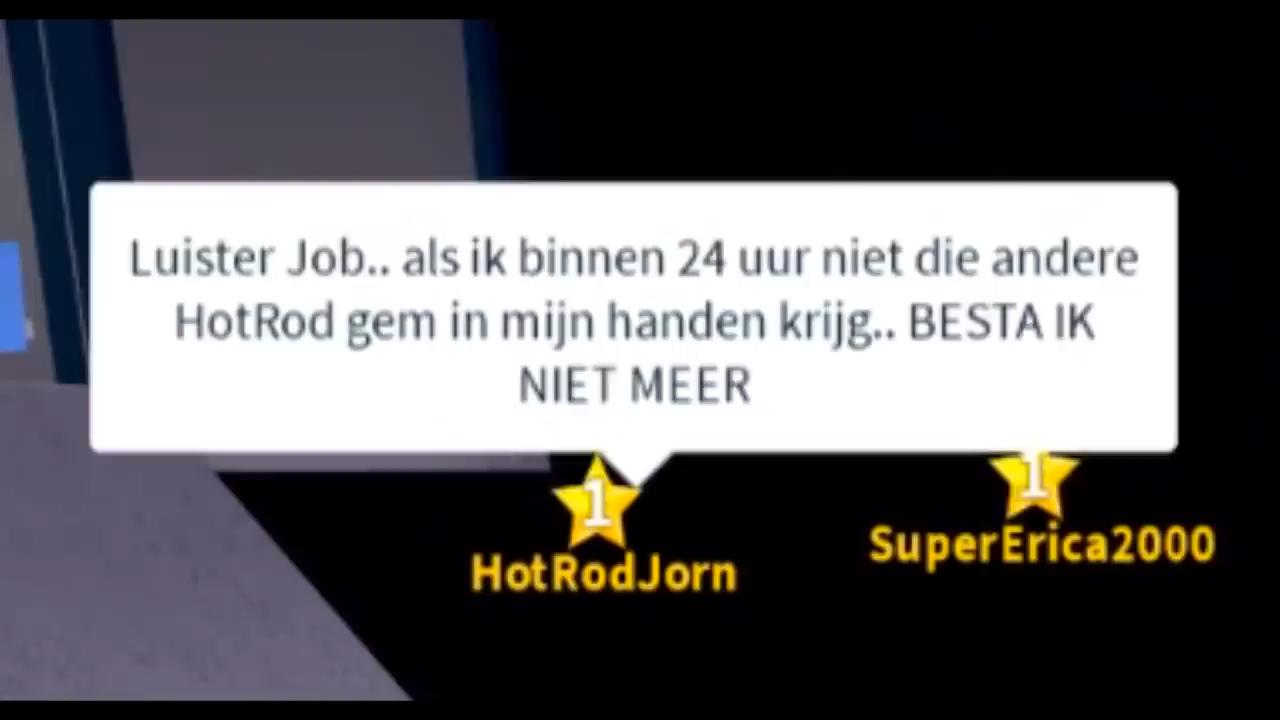 Luister Job.. als ik binnen 24 uur niet die andere
HotRod gem in mijn handen krijg.. BESTA IK
NIET MEER
1
1
HotRodJorn
SuperErica2000